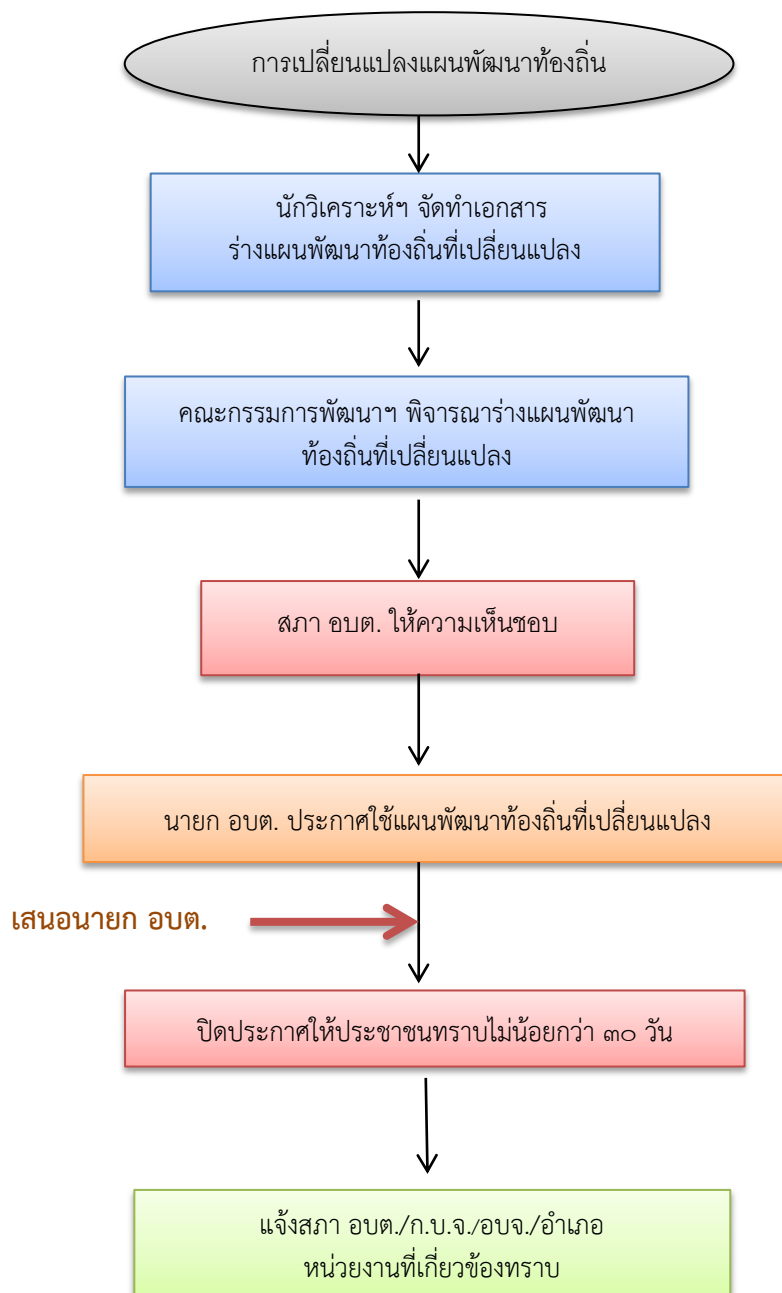 การเปลี่ยนแปลงแผนพัฒนาท้องถิ่น
นักวิเคราะห์ฯ จัดทำเอกสาร
ร่างแผนพัฒนาท้องถิ่นที่เปลี่ยนแปลง
คณะกรรมการพัฒนาฯ พิจารณาร่างแผนพัฒนา
ท้องถิ่นที่เปลี่ยนแปลง
สภา อบต. ให้ความเห็นชอบ
นายก อบต. ประกาศใช้แผนพัฒนาท้องถิ่นที่เปลี่ยนแปลง
เสนอนายก อบต.
ปิดประกาศให้ประชาชนทราบไม่น้อยกว่า ๓๐ วัน
แจ้งสภา อบต./ก.บ.จ./อบจ./อำเภอ
หน่วยงานที่เกี่ยวข้องทราบ